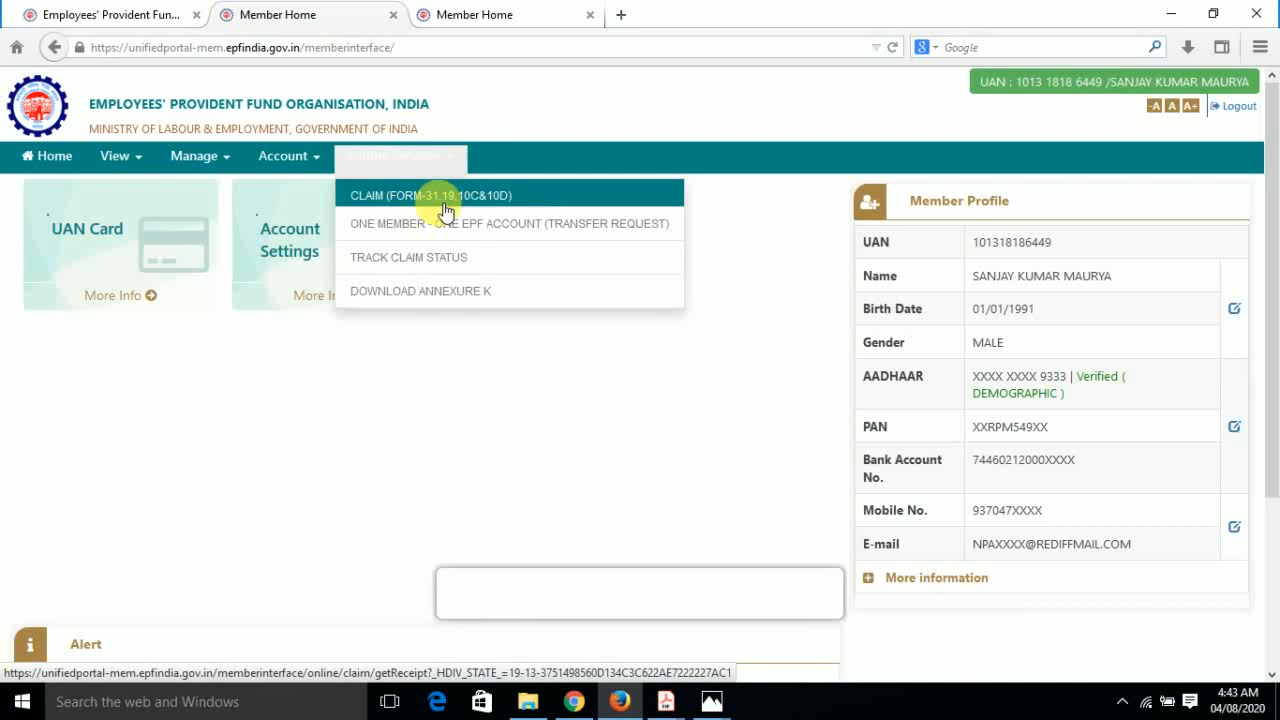 Employees' Provident Fun...
Member Home
Member Home
https://unifiedportal-mem.epfindia.gov.in/memberinterface/
Google
UAN : 1013 1818 6449 /SANJAY KUMAR MAURYA
EMPLOYEES' PROVIDENT FUND ORGANISATION, INDIA
MINISTRY OF LABOUR & EMPLOYMENT, GOVERNMENT OF INDIA
-A A A+ Logout
Home View Manage Account
CLAIM (FORM-31,19,10C&10D)
ONE MEMBER - ONE EPF ACCOUNT (TRANSFER REQUEST)
TRACK CLAIM STATUS
DOWNLOAD ANNEXURE K
UAN Card
More Info
Account
Settings
More In
Member Profile
UAN 101318186449
Name SANJAY KUMAR MAURYA
Birth Date 01/01/1991
Gender MALE
AADHAAR XXXX XXXX 9333 | Verified (
DEMOGRAPHIC )
PAN XXRPM549XX
Bank Account 74460212000XXXX
No.
Mobile No. 937047XXXX
E-mail NPAXXXX@REDIFFMAIL.COM
More information
Alert
https://unifiedportal-mem.epfindia.gov.in/memberinterface/online/claim/getReceipt?_HDIV_STATE_=19-13-3751498560D134C3C622AE7222227AC1
Search the web and Windows
4:43 AM
04/08/2020